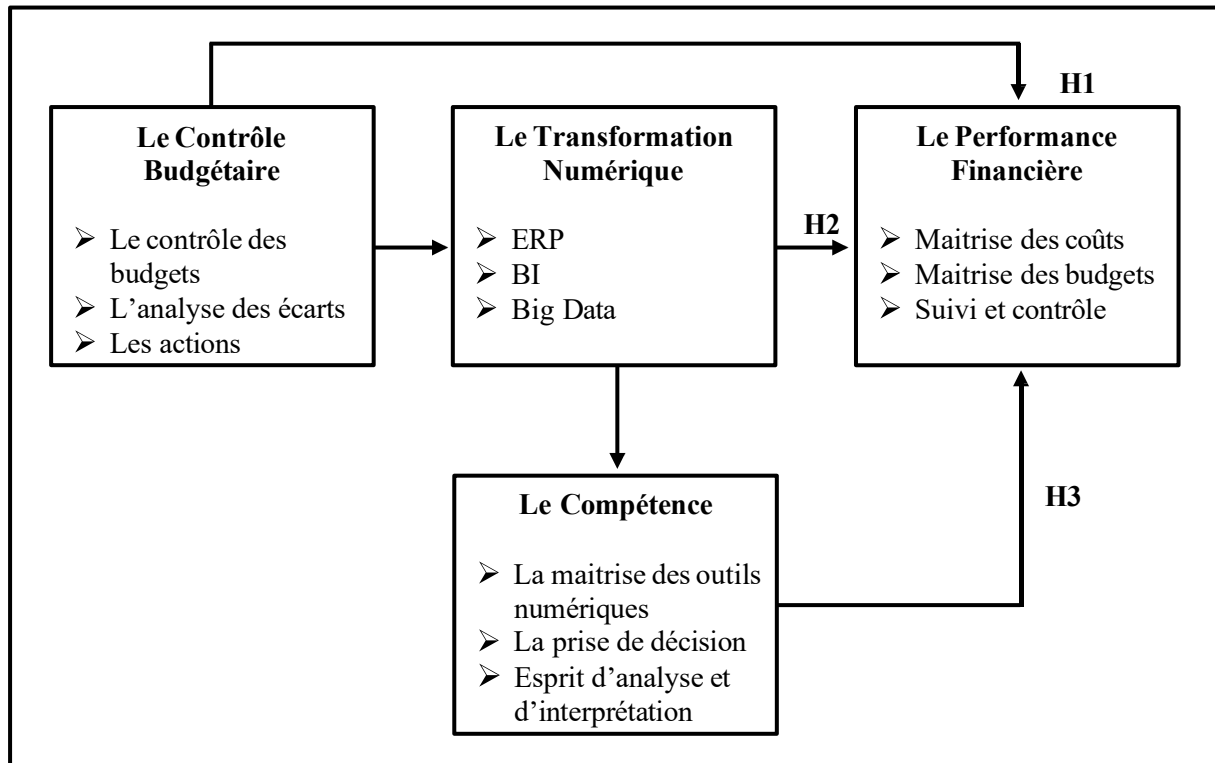 H1
Le Contrôle
Budgétaire
➢ Le contrôle des
budgets
➢ L’analyse des écarts
➢ Les actions
Le Transformation
Numérique
➢ ERP
➢ BI
➢ Big Data
H2
Le Performance
Financière
➢ Maitrise des coûts
➢ Maitrise des budgets
➢ Suivi et contrôle
Le Compétence
➢ La maitrise des outils
numériques
➢ La prise de décision
➢ Esprit d’analyse et
d’interprétation
H3